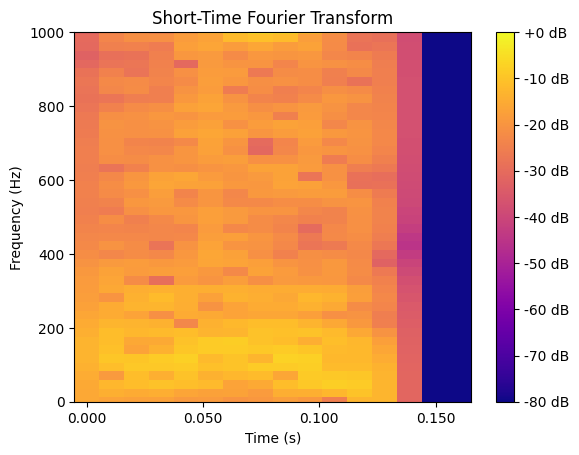 Short-Time Fourier Transform
1000
800
600
400
200
0
Frequency (Hz)
0.000
0.050
0.100
0.150
Time (s)
+0 dB
-10 dB
-20 dB
-30 dB
-40 dB
-50 dB
-60 dB
-70 dB
-80 dB